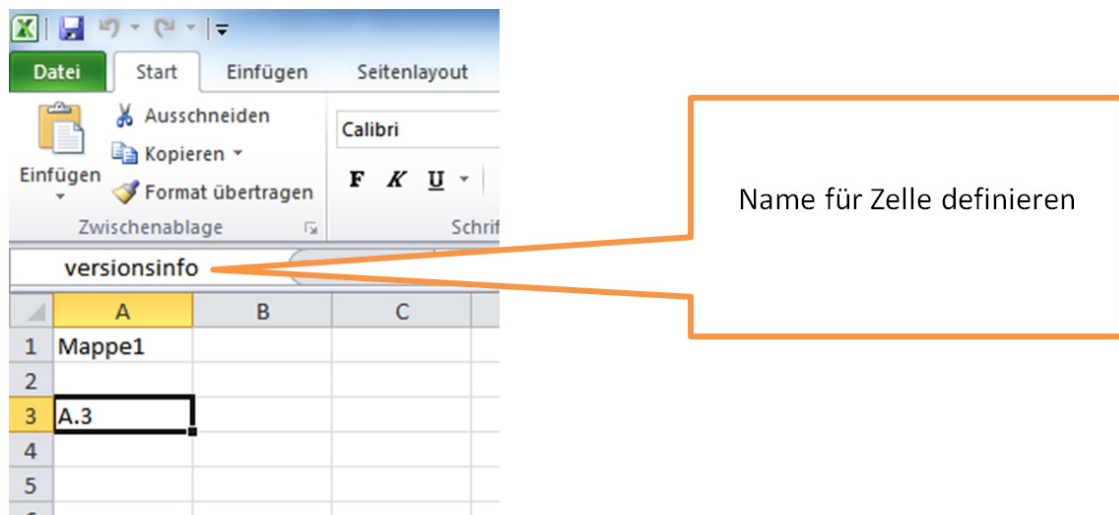 Datei Start Einfügen Seitenlayout
Ausschneiden
Kopieren
Einfügen
Format übertragen
Calibri
F K U
Zwischenablage Schrif
versionsinfo
Name für Zelle definieren
A B C
1 Mappe1
2
3 A.3
4
5